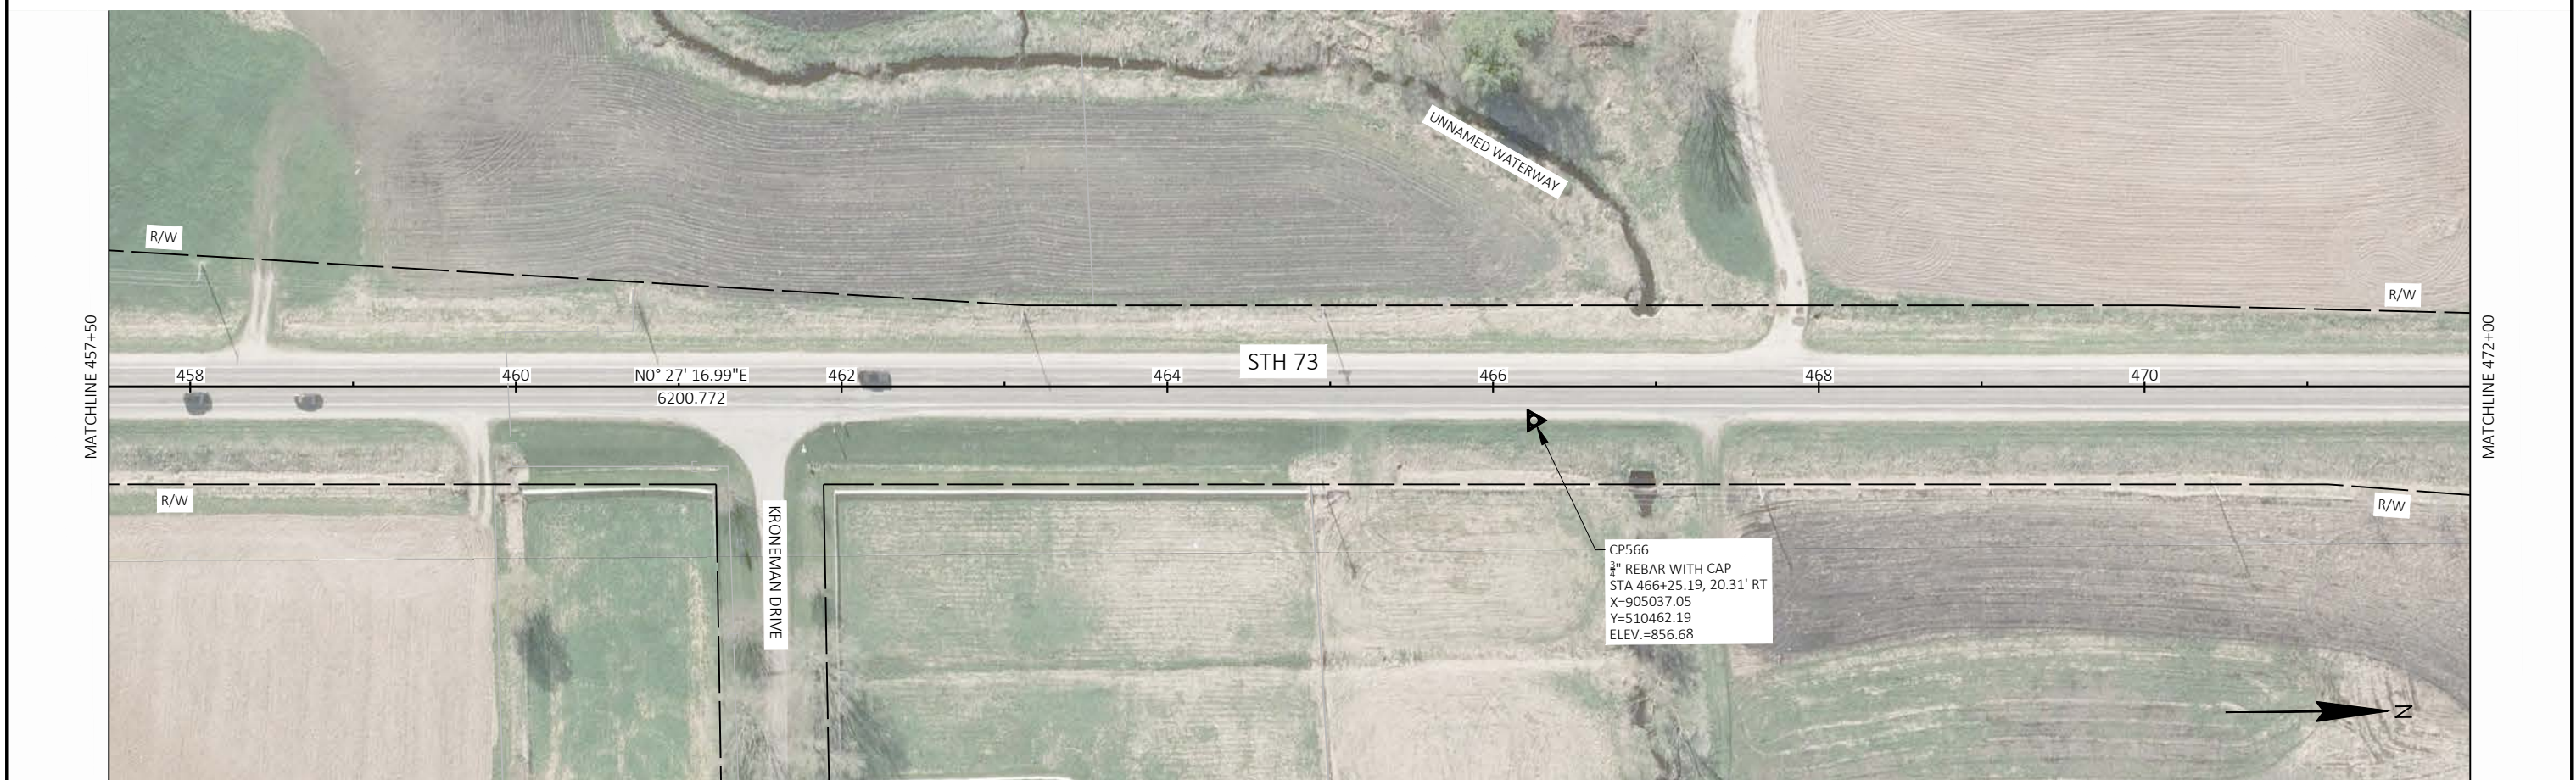 UNNAMED WATERWAY
R/W
R/W
MATCHLINE 457+50
MATCHLINE 472+00
STH 73
458
460
N0° 27' 16.99"E
462
464
466
468
470
6200.772
R/W
R/W
KRONEMAN DRIVE
CP566
3/4" REBAR WITH CAP
STA 466+25.19, 20.31' RT
X=905037.05
Y=510462.19
ELEV.=856.68
N